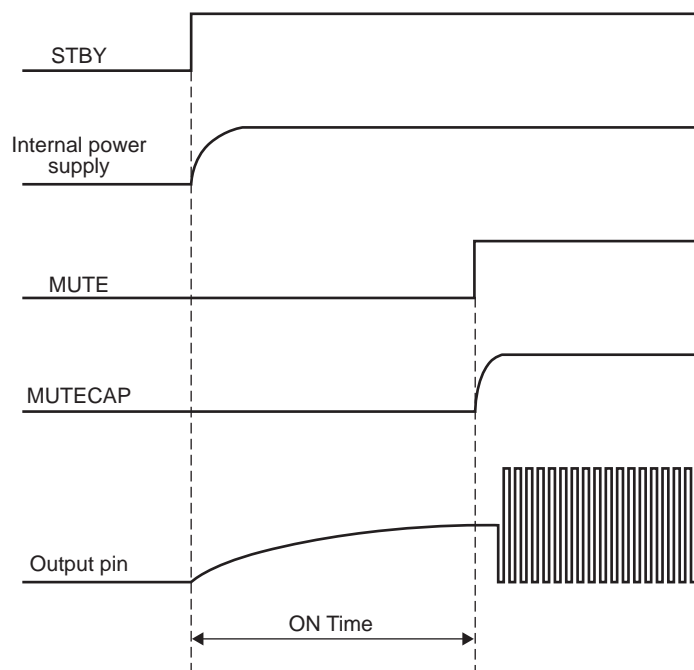 STBY
Internal power
supply
MUTE
MUTECAP
Output pin
ON Time